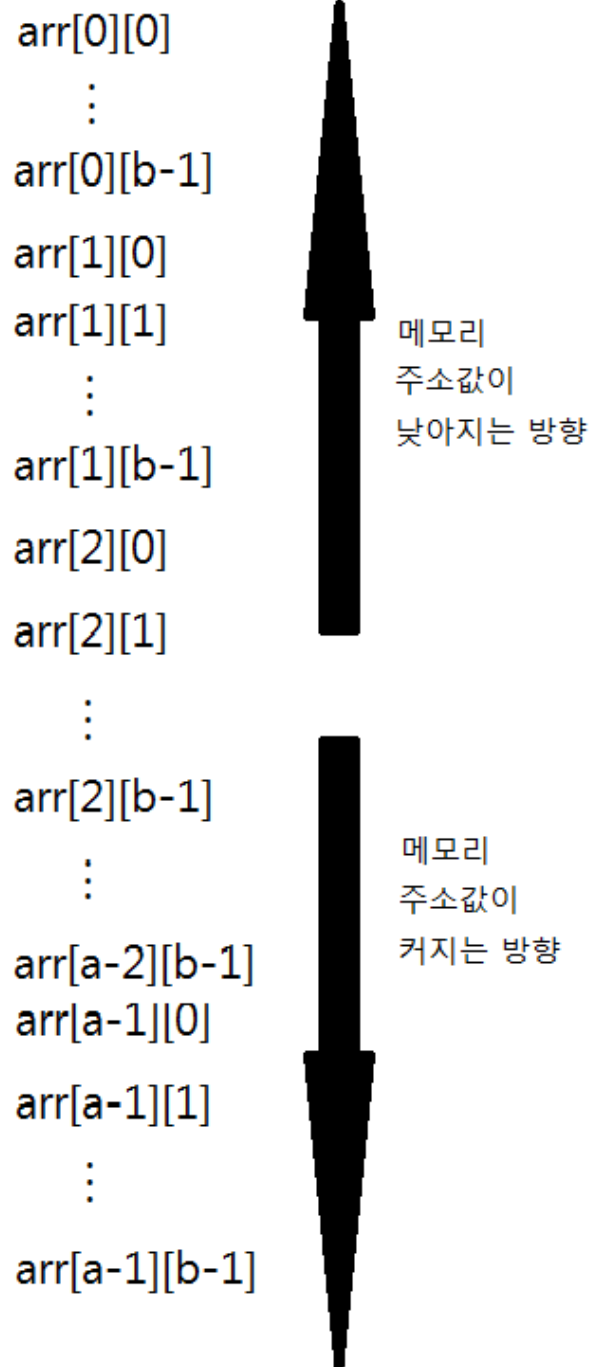 arr[0][0]
⋮
arr[0][b-1]
arr[1][0]
arr[1][1]
⋮
arr[1][b-1]
arr[2][0]
arr[2][1]
⋮
arr[2][b-1]
⋮
arr[a-2][b-1]
arr[a-1][0]
arr[a-1][1]
⋮
arr[a-1][b-1]
메모리
주소값이
낮아지는 방향
메모리
주소값이
커지는 방향